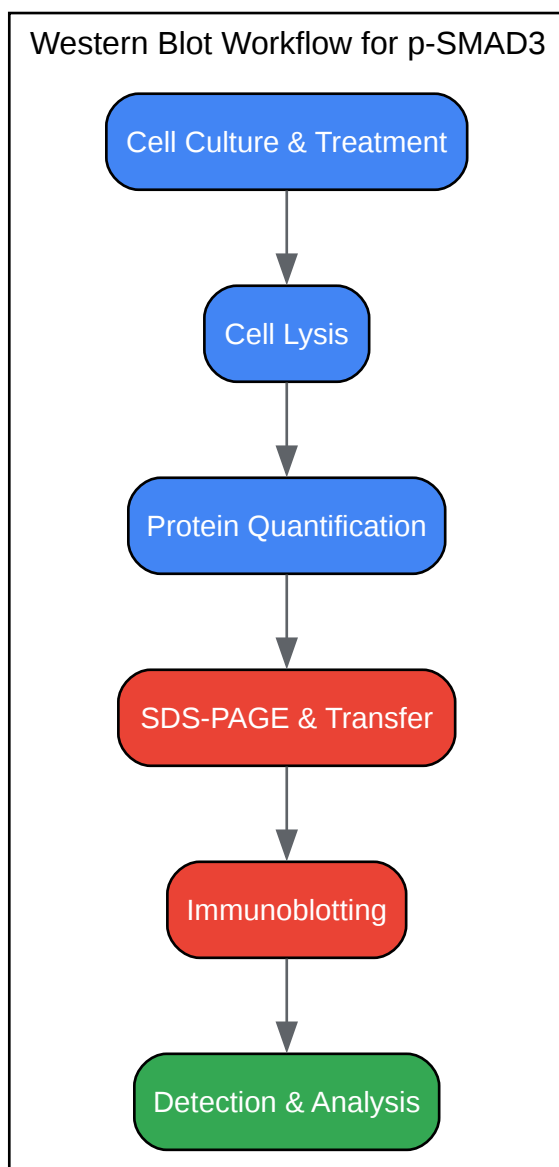 Western Blot Workflow for p-SMAD3
Cell Culture & Treatment
Cell Lysis
Protein Quantification
SDS-PAGE & Transfer
Immunoblotting
Detection & Analysis